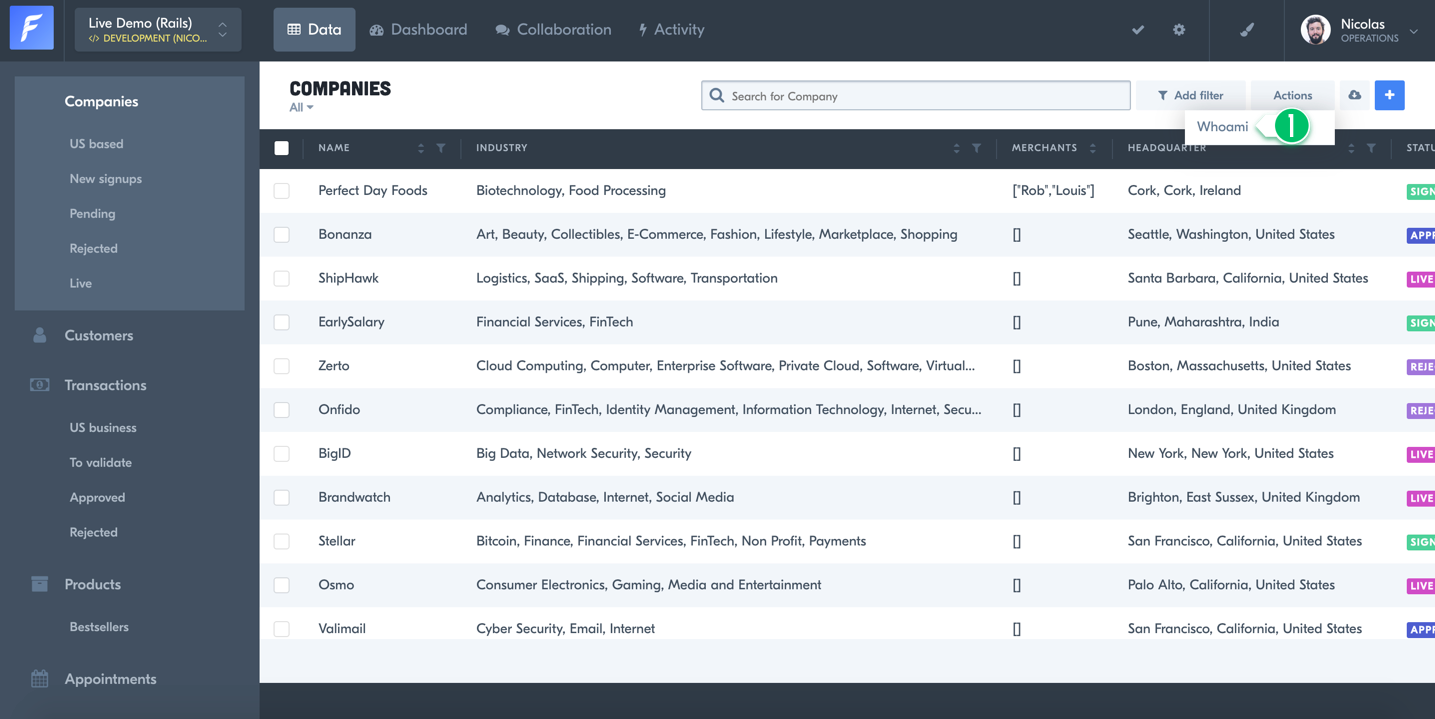 Live Demo (Rails)
</> DEVELOPMENT (NICO...
Data
Dashboard
Collaboration
Activity
Nicolas
OPERATIONS
Companies
US based
New signups
Pending
Rejected
Live
Customers
Transactions
US business
To validate
Approved
Rejected
Products
Bestsellers
Appointments
COMPANIES
All
Search for Company
Add filter
Actions
+
Whoami
1
NAME INDUSTRY MERCHANTS HEADQUARTER STATU
Perfect Day Foods Biotechnology, Food Processing ["Rob","Louis"] Cork, Cork, Ireland SIGN
Bonanza Art, Beauty, Collectibles, E-Commerce, Fashion, Lifestyle, Marketplace, Shopping [] Seattle, Washington, United States APPR
ShipHawk Logistics, SaaS, Shipping, Software, Transportation [] Santa Barbara, California, United States LIVE
EarlySalary Financial Services, FinTech [] Pune, Maharashtra, India SIGN
Zerto Cloud Computing, Computer, Enterprise Software, Private Cloud, Software, Virtual... [] Boston, Massachusetts, United States REJE
Onfido Compliance, FinTech, Identity Management, Information Technology, Internet, Secu... [] London, England, United Kingdom REJE
BigID Big Data, Network Security, Security [] New York, New York, United States LIVE
Brandwatch Analytics, Database, Internet, Social Media [] Brighton, East Sussex, United Kingdom LIVE
Stellar Bitcoin, Finance, Financial Services, FinTech, Non Profit, Payments [] San Francisco, California, United States SIGN
Osmo Consumer Electronics, Gaming, Media and Entertainment [] Palo Alto, California, United States LIVE
Valimail Cyber Security, Email, Internet [] San Francisco, California, United States APPR